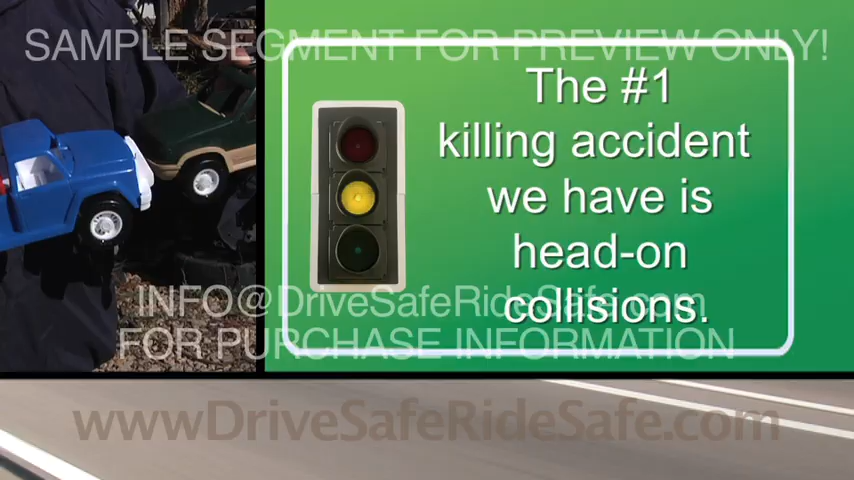 SAMPLE SEGMENT FOR PREVIEW ONLY!
The #1
killing accident
we have is
head-on
collisions.
INFO@DriveSafeRideSafe.com
FOR PURCHASE INFORMATION
www.DriveSafeRideSafe.com